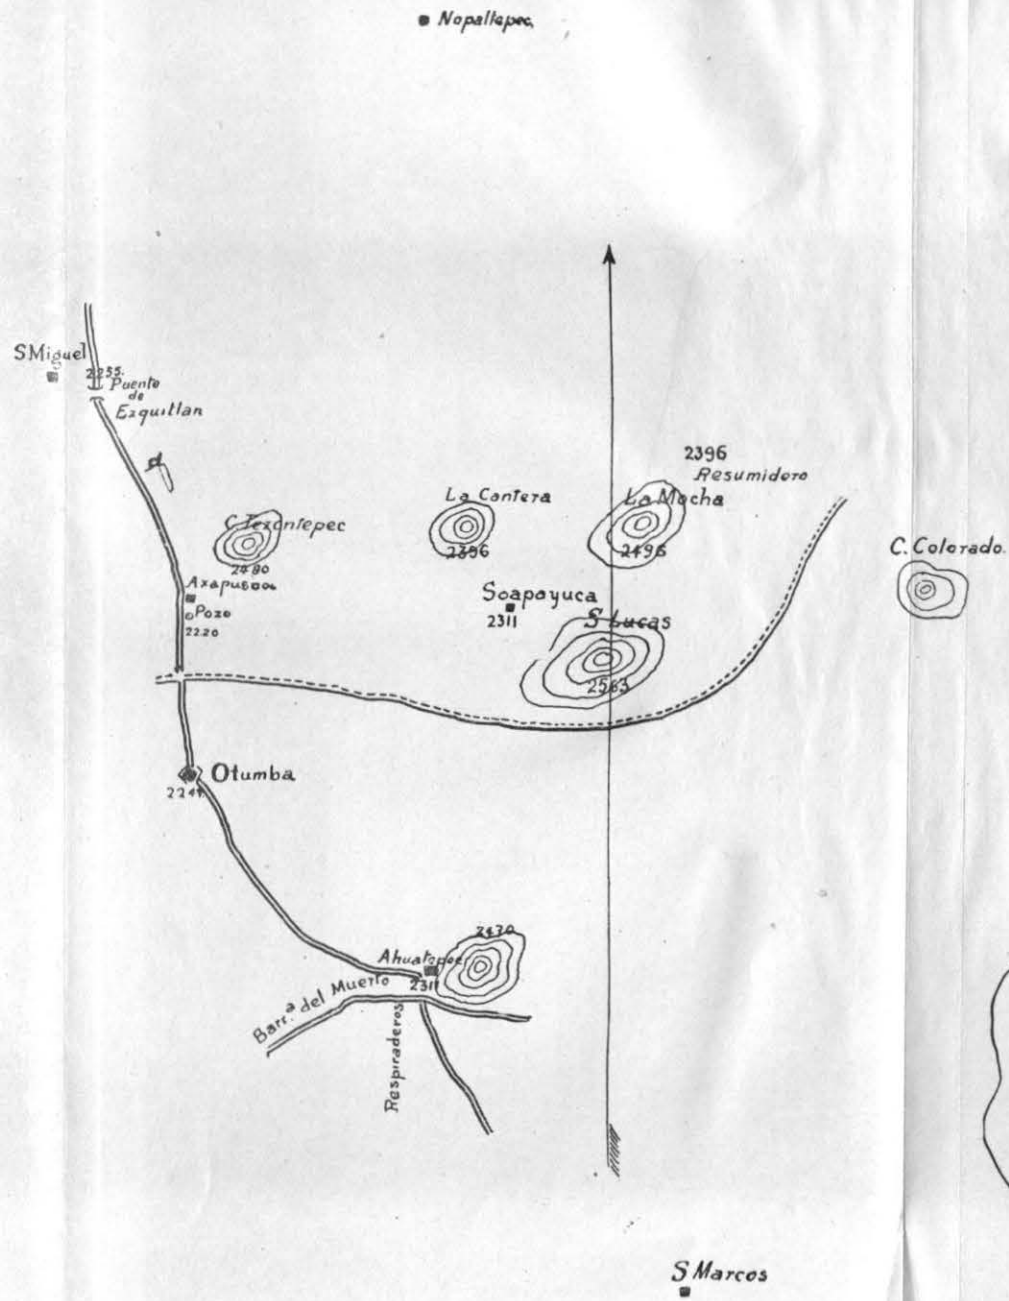 Nopaltepec.
S Miguel
2255.
Puente
de
Ezquitlan
d
2396
Resumidero
La Cantera
2396
La Mocha
2496
C. Tezontepec
2480
C. Colorado.
Axapusco
Pozo
2220
Soapayuca
2311
S Lucas
2563
Otumba
2470
Ahuatepec
2311
Barr.ª del Muerto
Respiraderos
S Marcos